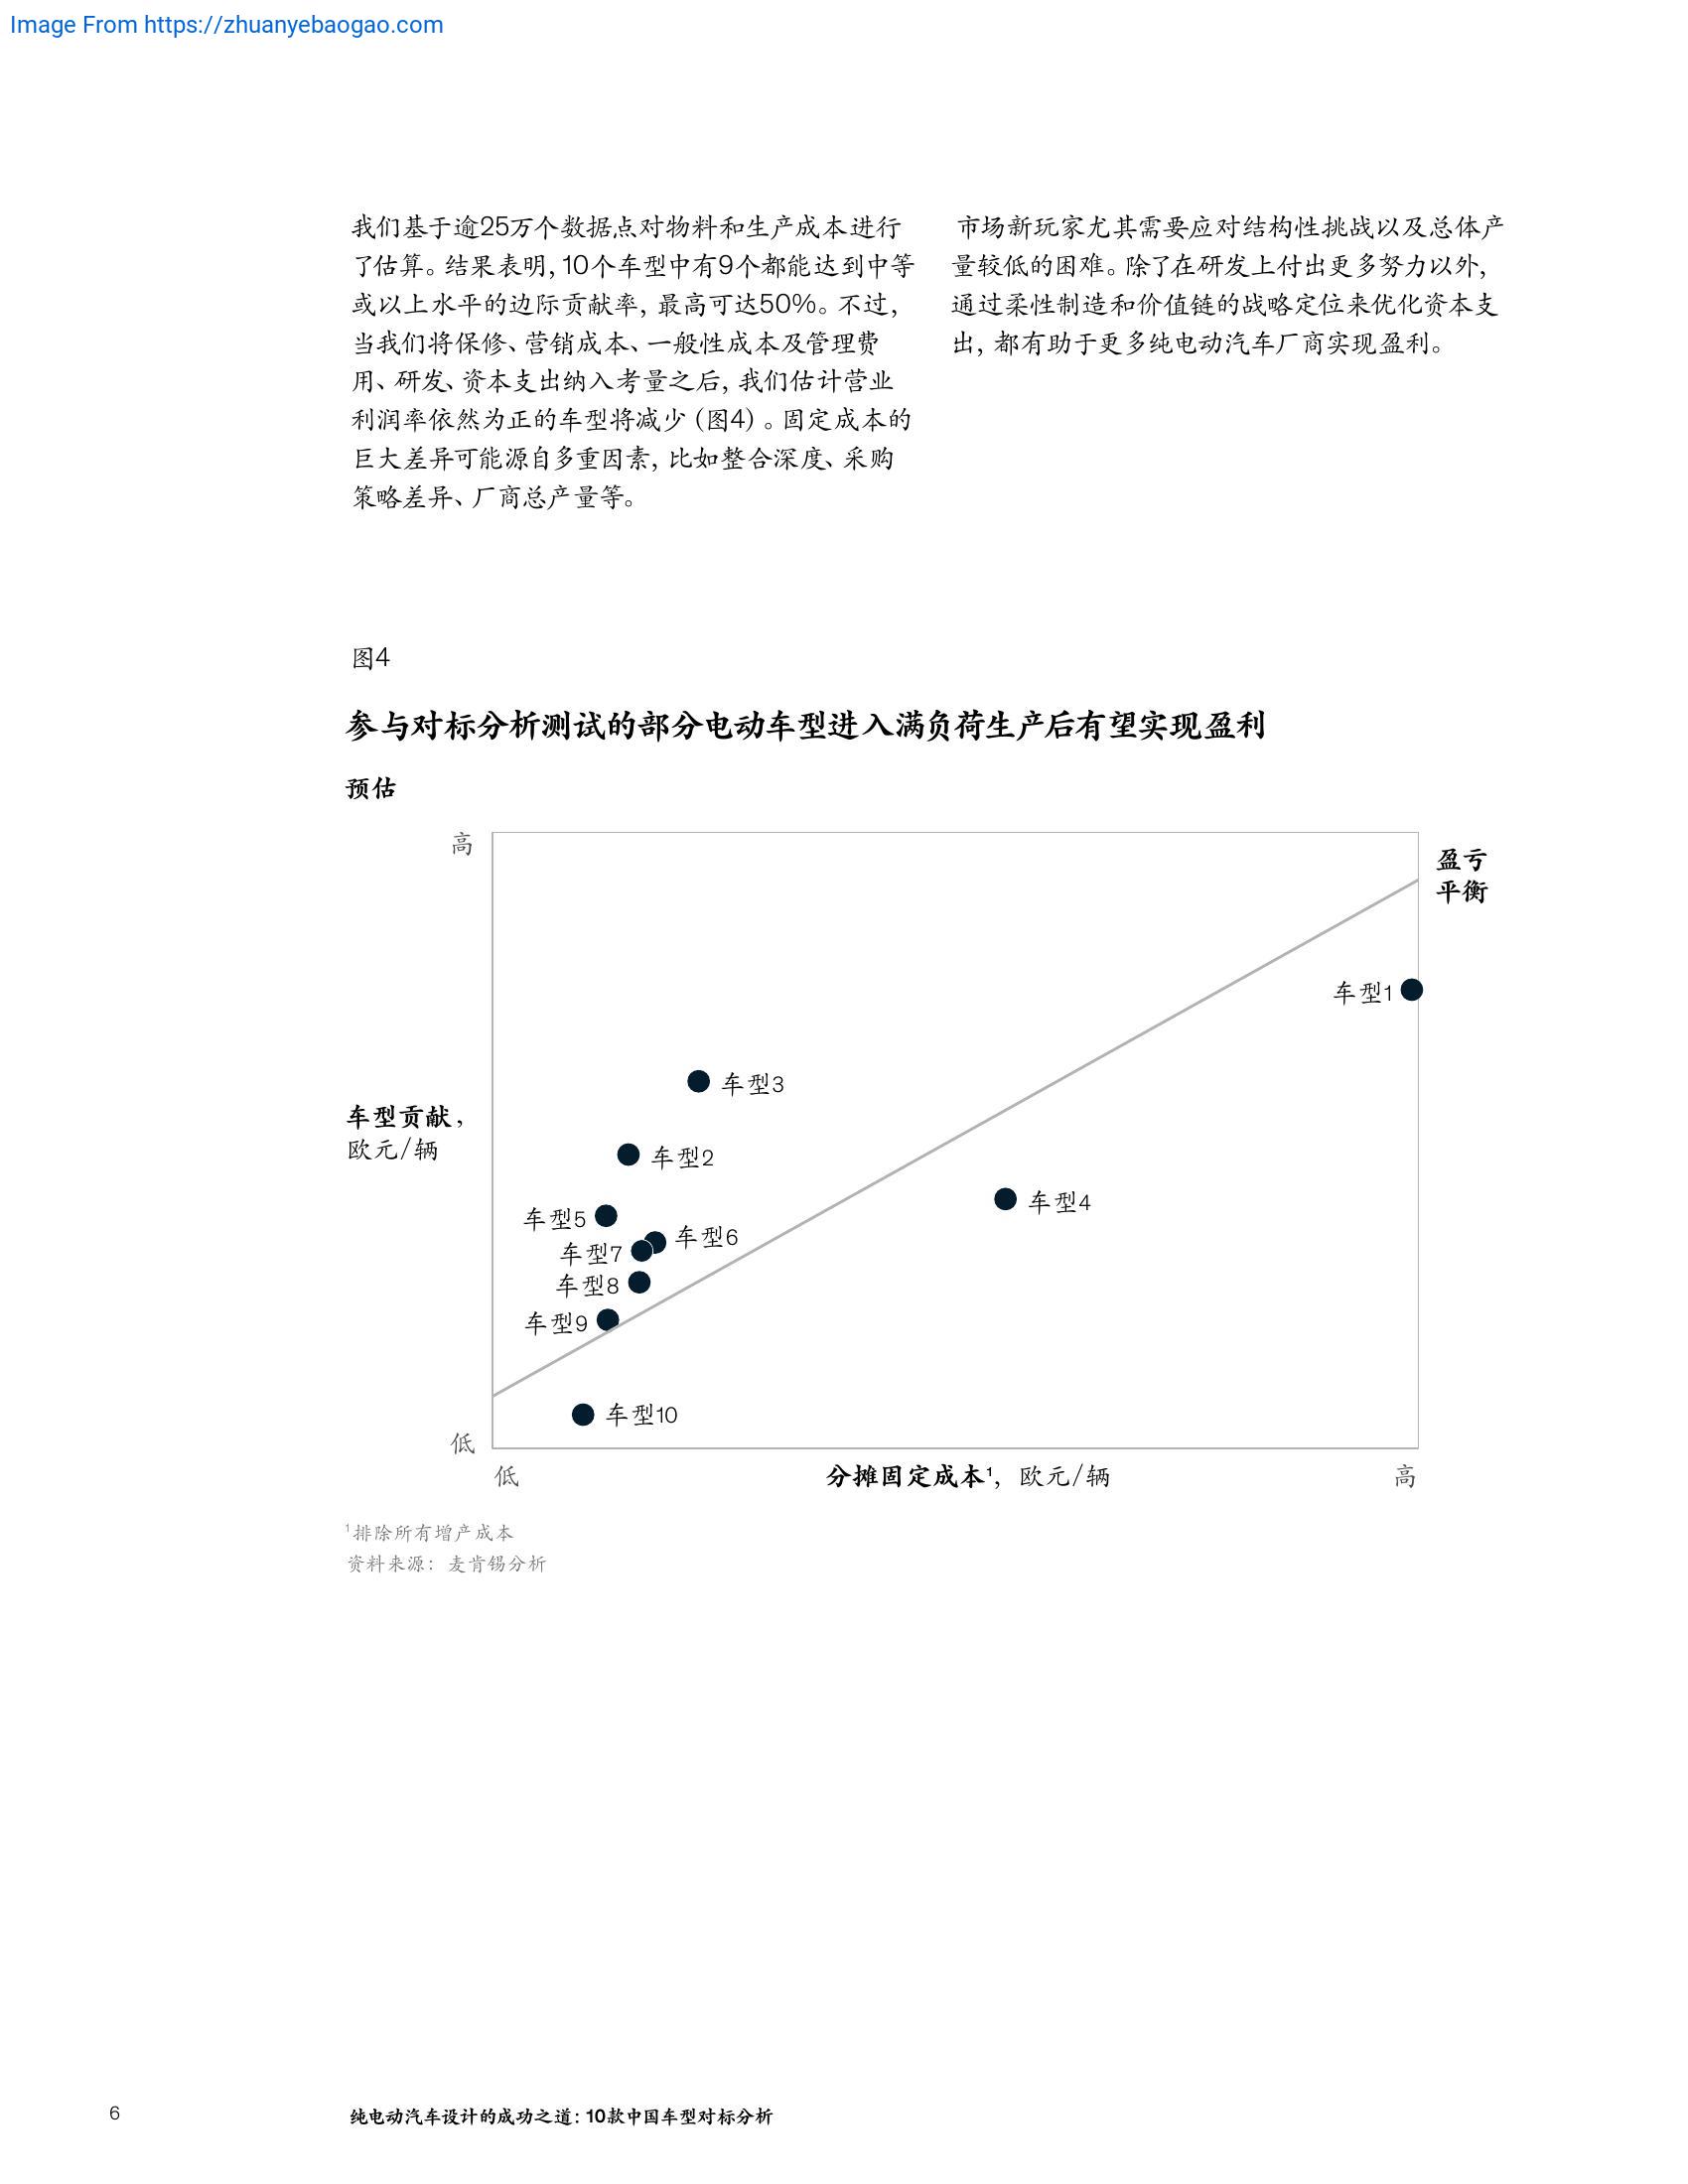 Image From https://zhuanyebaogao.com
我们基于逾25万个数据点对物料和生产成本进行
了估算。结果表明，10个车型中有9个都能达到中等
或以上水平的边际贡献率，最高可达50%。不过，
当我们将保修、营销成本、一般性成本及管理费
用、研发、资本支出纳入考量之后，我们估计营业
利润率依然为正的车型将减少（图4）。固定成本的
巨大差异可能源自多重因素，比如整合深度、采购
策略差异、厂商总产量等。
市场新玩家尤其需要应对结构性挑战以及总体产
量较低的困难。除了在研发上付出更多努力以外，
通过柔性制造和价值链的战略定位来优化资本支
出，都有助于更多纯电动汽车厂商实现盈利。
图4
参与对标分析测试的部分电动车型进入满负荷生产后有望实现盈利
预估
高
盈亏
平衡
车型1
车型3
车型贡献，
欧元/辆
车型2
车型4
车型5
车型6
车型7
车型8
车型9
车型10
低
低
分摊固定成本¹，欧元/辆
高
¹排除所有增产成本
资料来源：麦肯锡分析
6
纯电动汽车设计的成功之道：10款中国车型对标分析